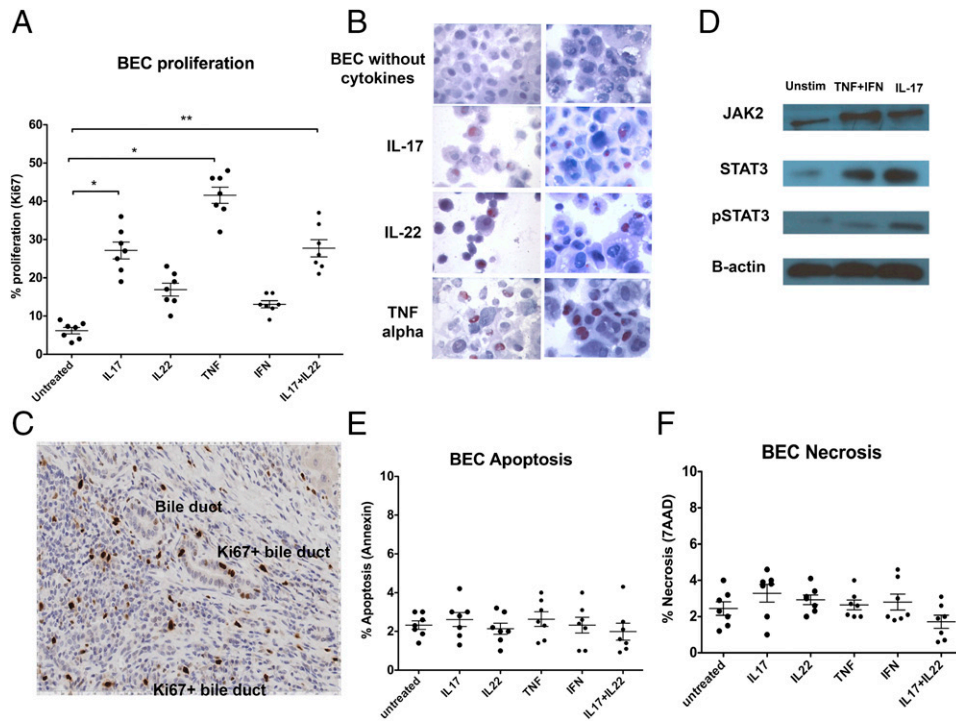 A
BEC proliferation
% proliferation (Ki67)
60
50
40
30
20
10
0
*
*
**
Untreated
IL17
IL22
TNF
IFN
IL17+IL22
B
BEC without
cytokines
IL-17
IL-22
TNF
alpha
D
Unstim TNF+IFN IL-17
JAK2
STAT3
pSTAT3
B-actin
C
Bile duct
Ki67+ bile duct
Ki67+ bile duct
E
BEC Apoptosis
% Apoptosis (Annexin)
10
8
6
4
2
0
untreated
IL17
IL22
TNF
IFN
IL17+IL22
F
BEC Necrosis
% Necrosis (7AAD)
10
8
6
4
2
0
untreated
IL17
IL22
TNF
IFN
IL17+IL22